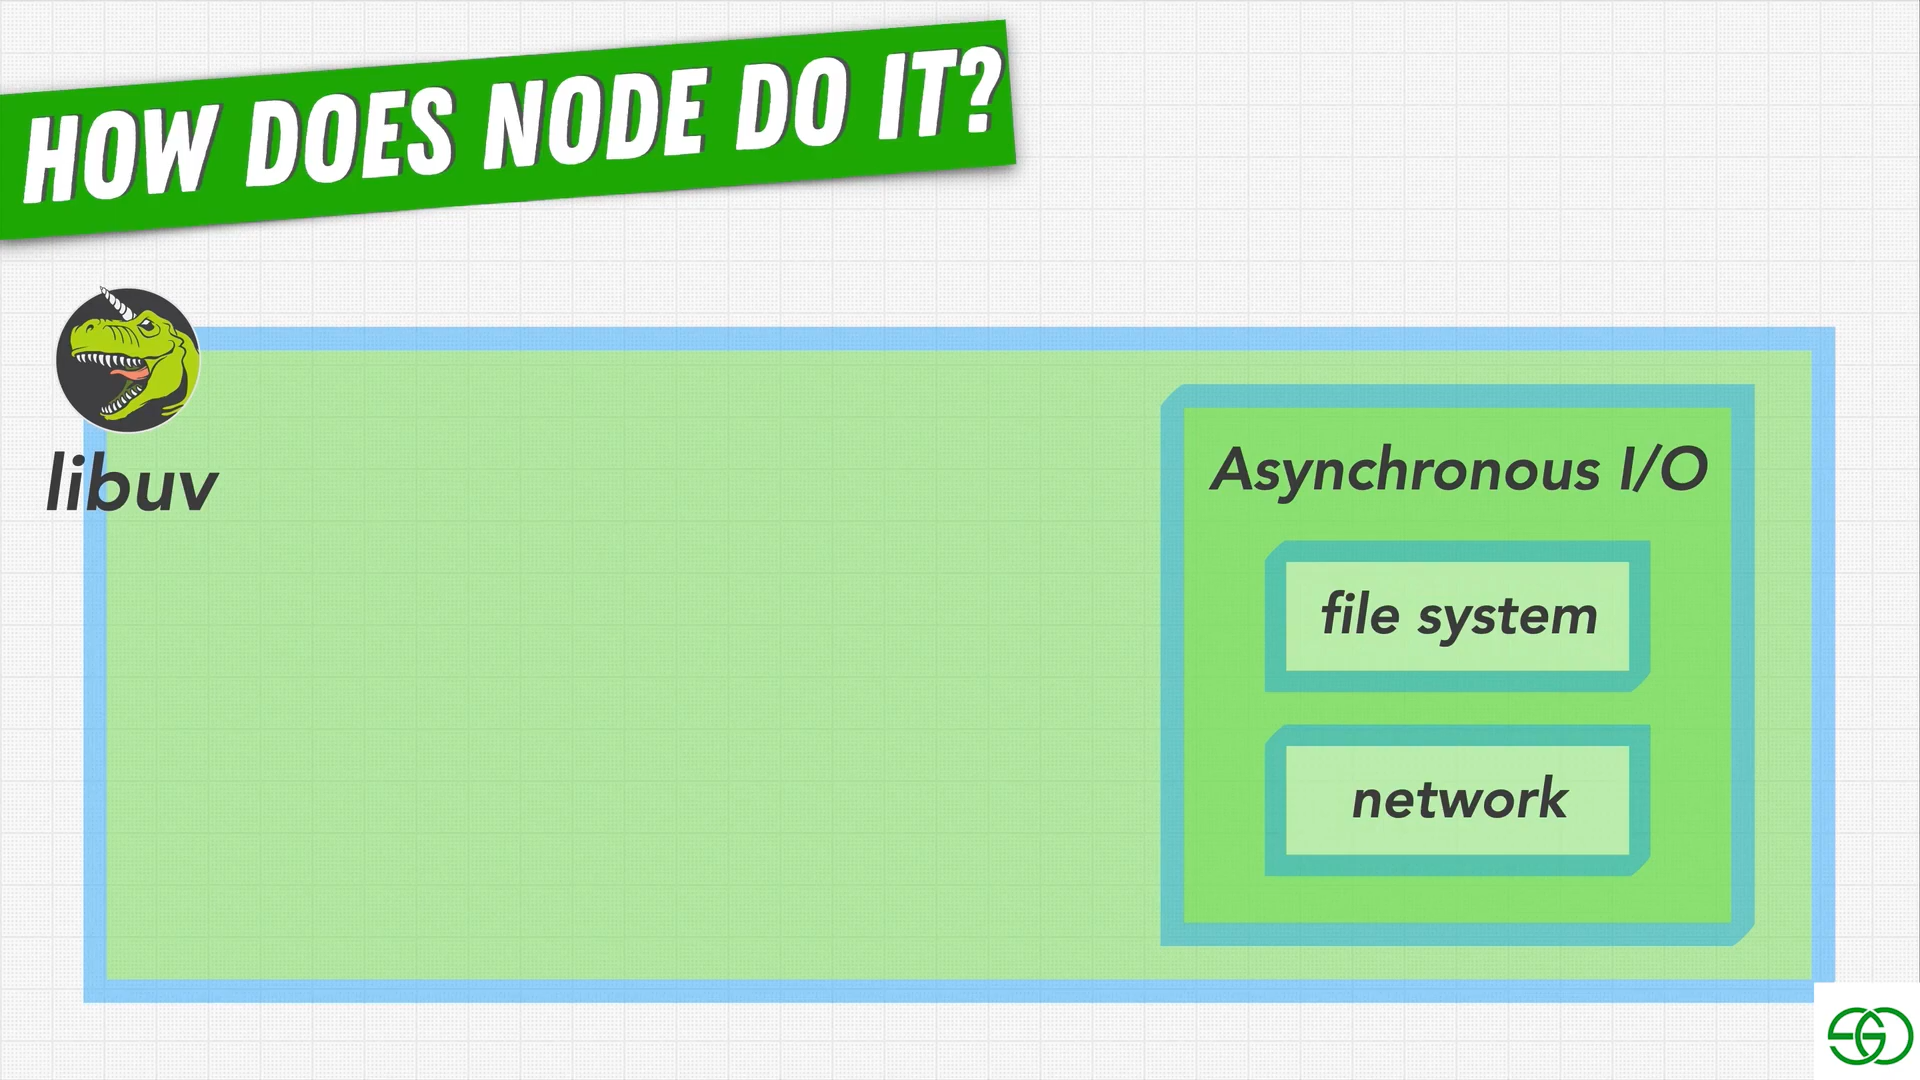 HOW DOES NODE DO IT?
libuv
Asynchronous I/O
file system
network